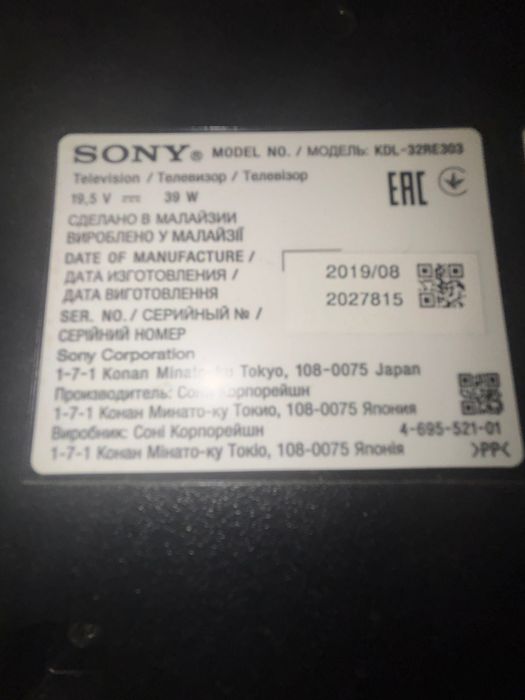 SONY® MODEL NO. / МОДЕЛЬ: KDL-32RE303
Television / Телевизор / Телевізор
19,5 V ⎓ 39 W
EAC
СДЕЛАНО В МАЛАЙЗИИ
ВИРОБЛЕНО У МАЛАЙЗІЇ
DATE OF MANUFACTURE /
ДАТА ИЗГОТОВЛЕНИЯ /
ДАТА ВИГОТОВЛЕННЯ
2019/08
SER. NO. / СЕРИЙНЫЙ № /
СЕРІЙНИЙ НОМЕР
2027815
Sony Corporation
1-7-1 Konan Minato-ku Tokyo, 108-0075 Japan
Производитель: Сони Корпорейшн
1-7-1 Конан Минато-ку Токио, 108-0075 Япония
Виробник: Соні Корпорейшн
1-7-1 Конан Мінато-ку Токіо, 108-0075 Японія
4-695-521-01
>PP<